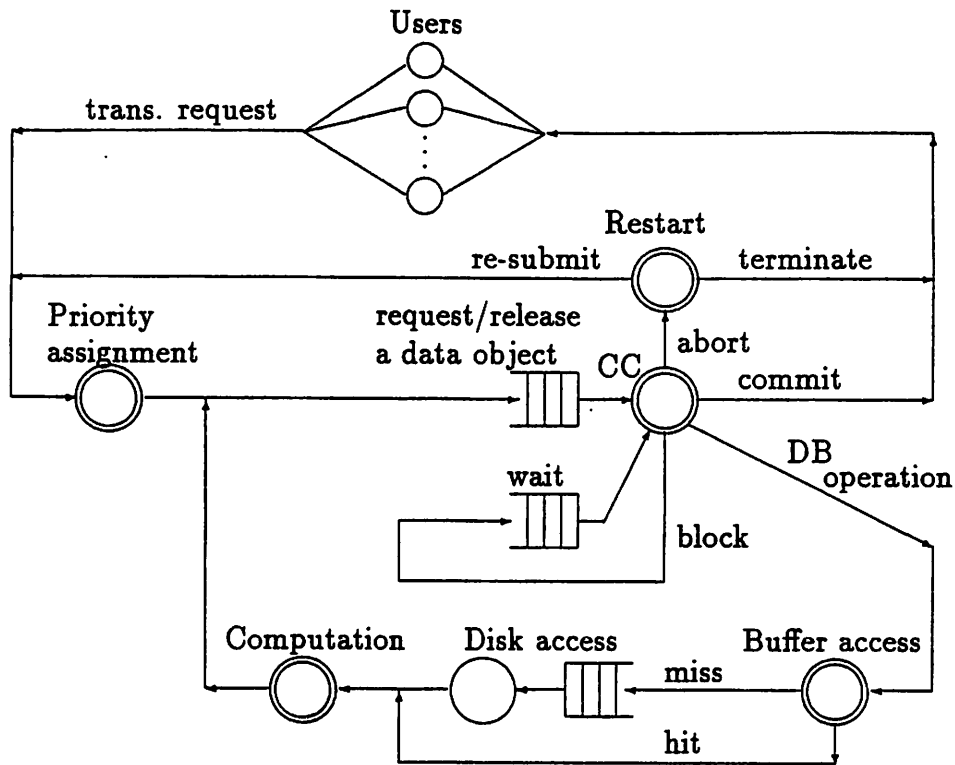 Users
trans. request
Restart
re-submit
terminate
Priority
assignment
request/release
a data object
CC
abort
commit
DB
operation
wait
block
Computation
Disk access
Buffer access
miss
hit